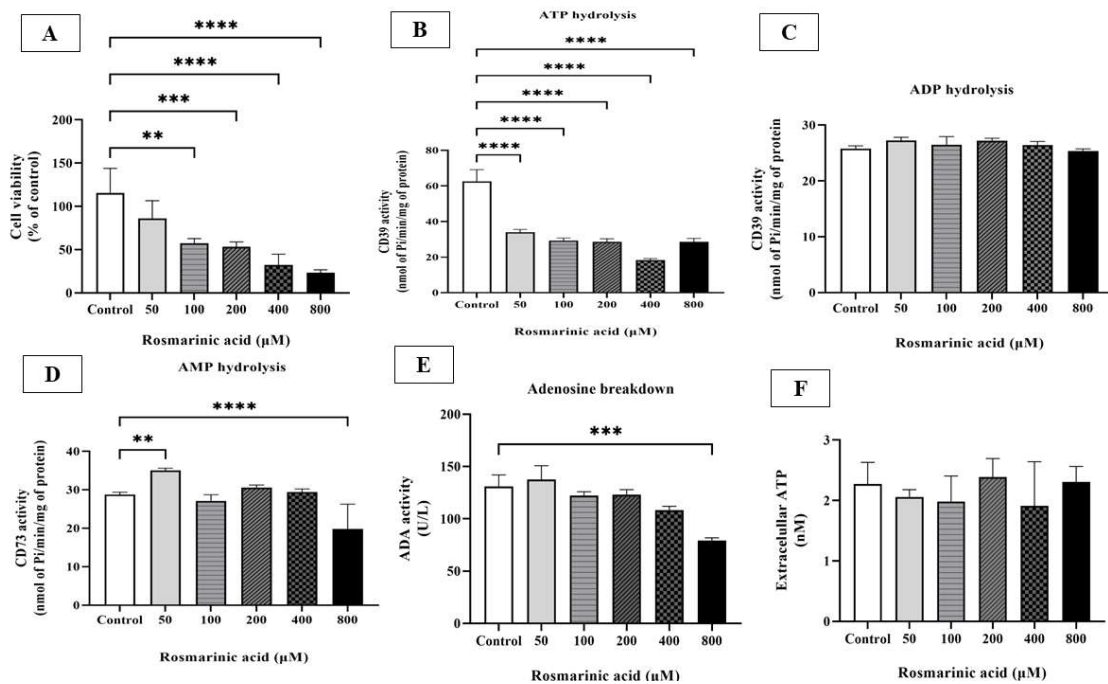 A
****
****
***
**
200
150
100
50
0
Cell viability
(% of control)
Control 50 100 200 400 800
Rosmarinic acid (µM)
B
ATP hydrolysis
****
****
****
****
****
80
60
40
20
0
CD39 activity
(nmol of Pi/min/mg of protein)
Control 50 100 200 400 800
Rosmarinic acid (µM)
C
ADP hydrolysis
30
20
10
0
CD39 activity
(nmol of Pi/min/mg of protein)
Control 50 100 200 400 800
Rosmarinic acid (µM)
D
AMP hydrolysis
****
**
40
30
20
10
0
CD73 activity
(nmol of Pi/min/mg of protein)
Control 50 100 200 400 800
Rosmarinic acid (µM)
E
Adenosine breakdown
***
200
150
100
50
0
ADA activity
(U/L)
Control 50 100 200 400 800
Rosmarinic acid (µM)
F
3
2
1
0
Extracellular ATP
(nM)
Control 50 100 200 400 800
Rosmarinic acid (µM)